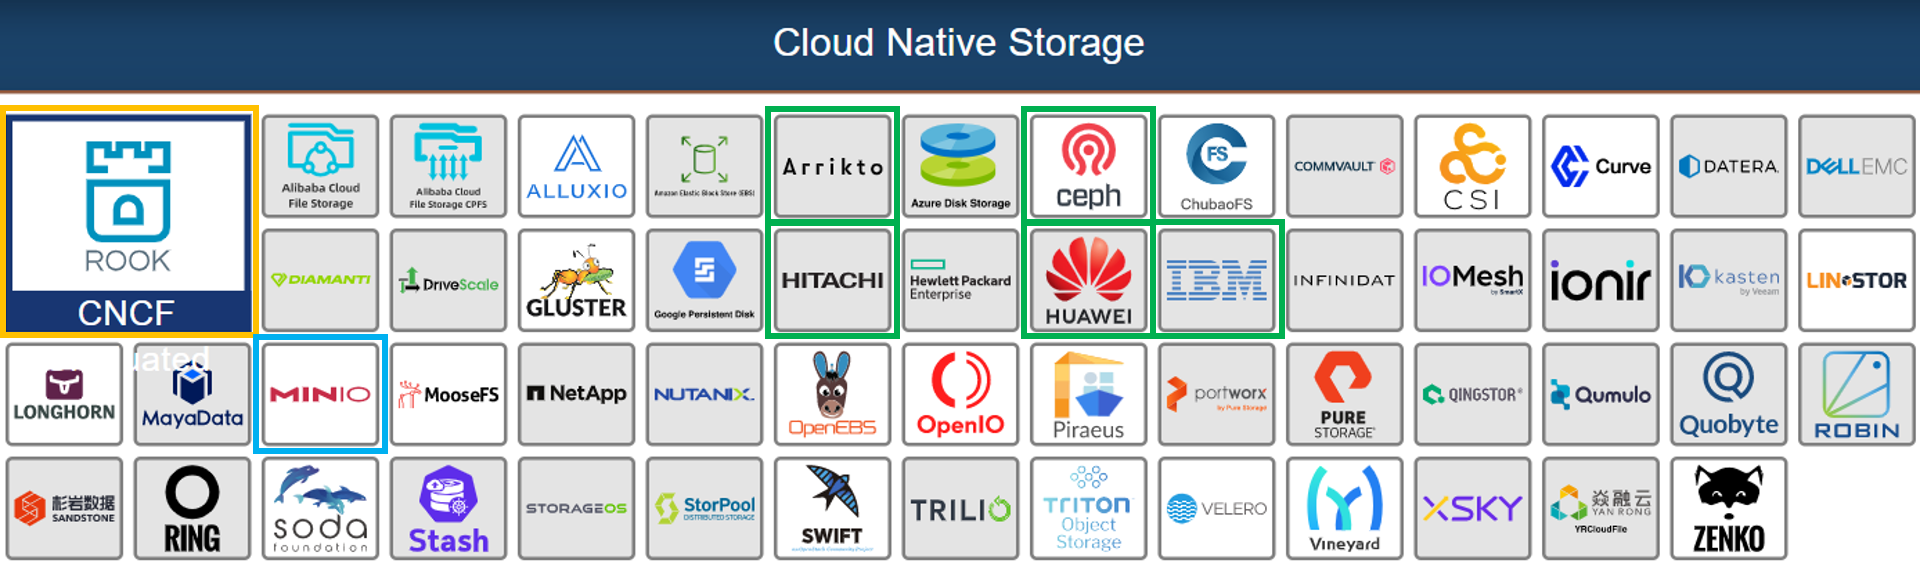 Cloud Native Storage
ROOK
CNCF
uated
Alibaba Cloud
File Storage
Alibaba Cloud
File Storage CPFS
ALLUXIO
Amazon Elastic Block Store (EBS)
Arrikto
Azure Disk Storage
ceph
FS
ChubaoFS
COMMVAULT
CSI
Curve
DATERA
DELLEMC
DIAMANTI
DriveScale
GLUSTER
Google Persistent Disk
HITACHI
Hewlett Packard
Enterprise
HUAWEI
IBM
INFINIDAT
IOMesh
by SmartX
ionir
kasten
by Veeam
LINSTOR
LONGHORN
MayaData
MINIO
MooseFS
NetApp
NUTANIX
OpenEBS
OpenIO
Piraeus
portworx
by Pure Storage
PURE
STORAGE
QINGSTOR
Qumulo
Quobyte
ROBIN
杉岩数据
SANDSTONE
RING
soda
foundation
Stash
STORAGEOS
StorPool
DISTRIBUTED STORAGE
SWIFT
TRILIO
TRITON
Object
Storage
VELERO
Vineyard
XSKY
焱融云
YAN RONG
YRCloudFile
ZENKO